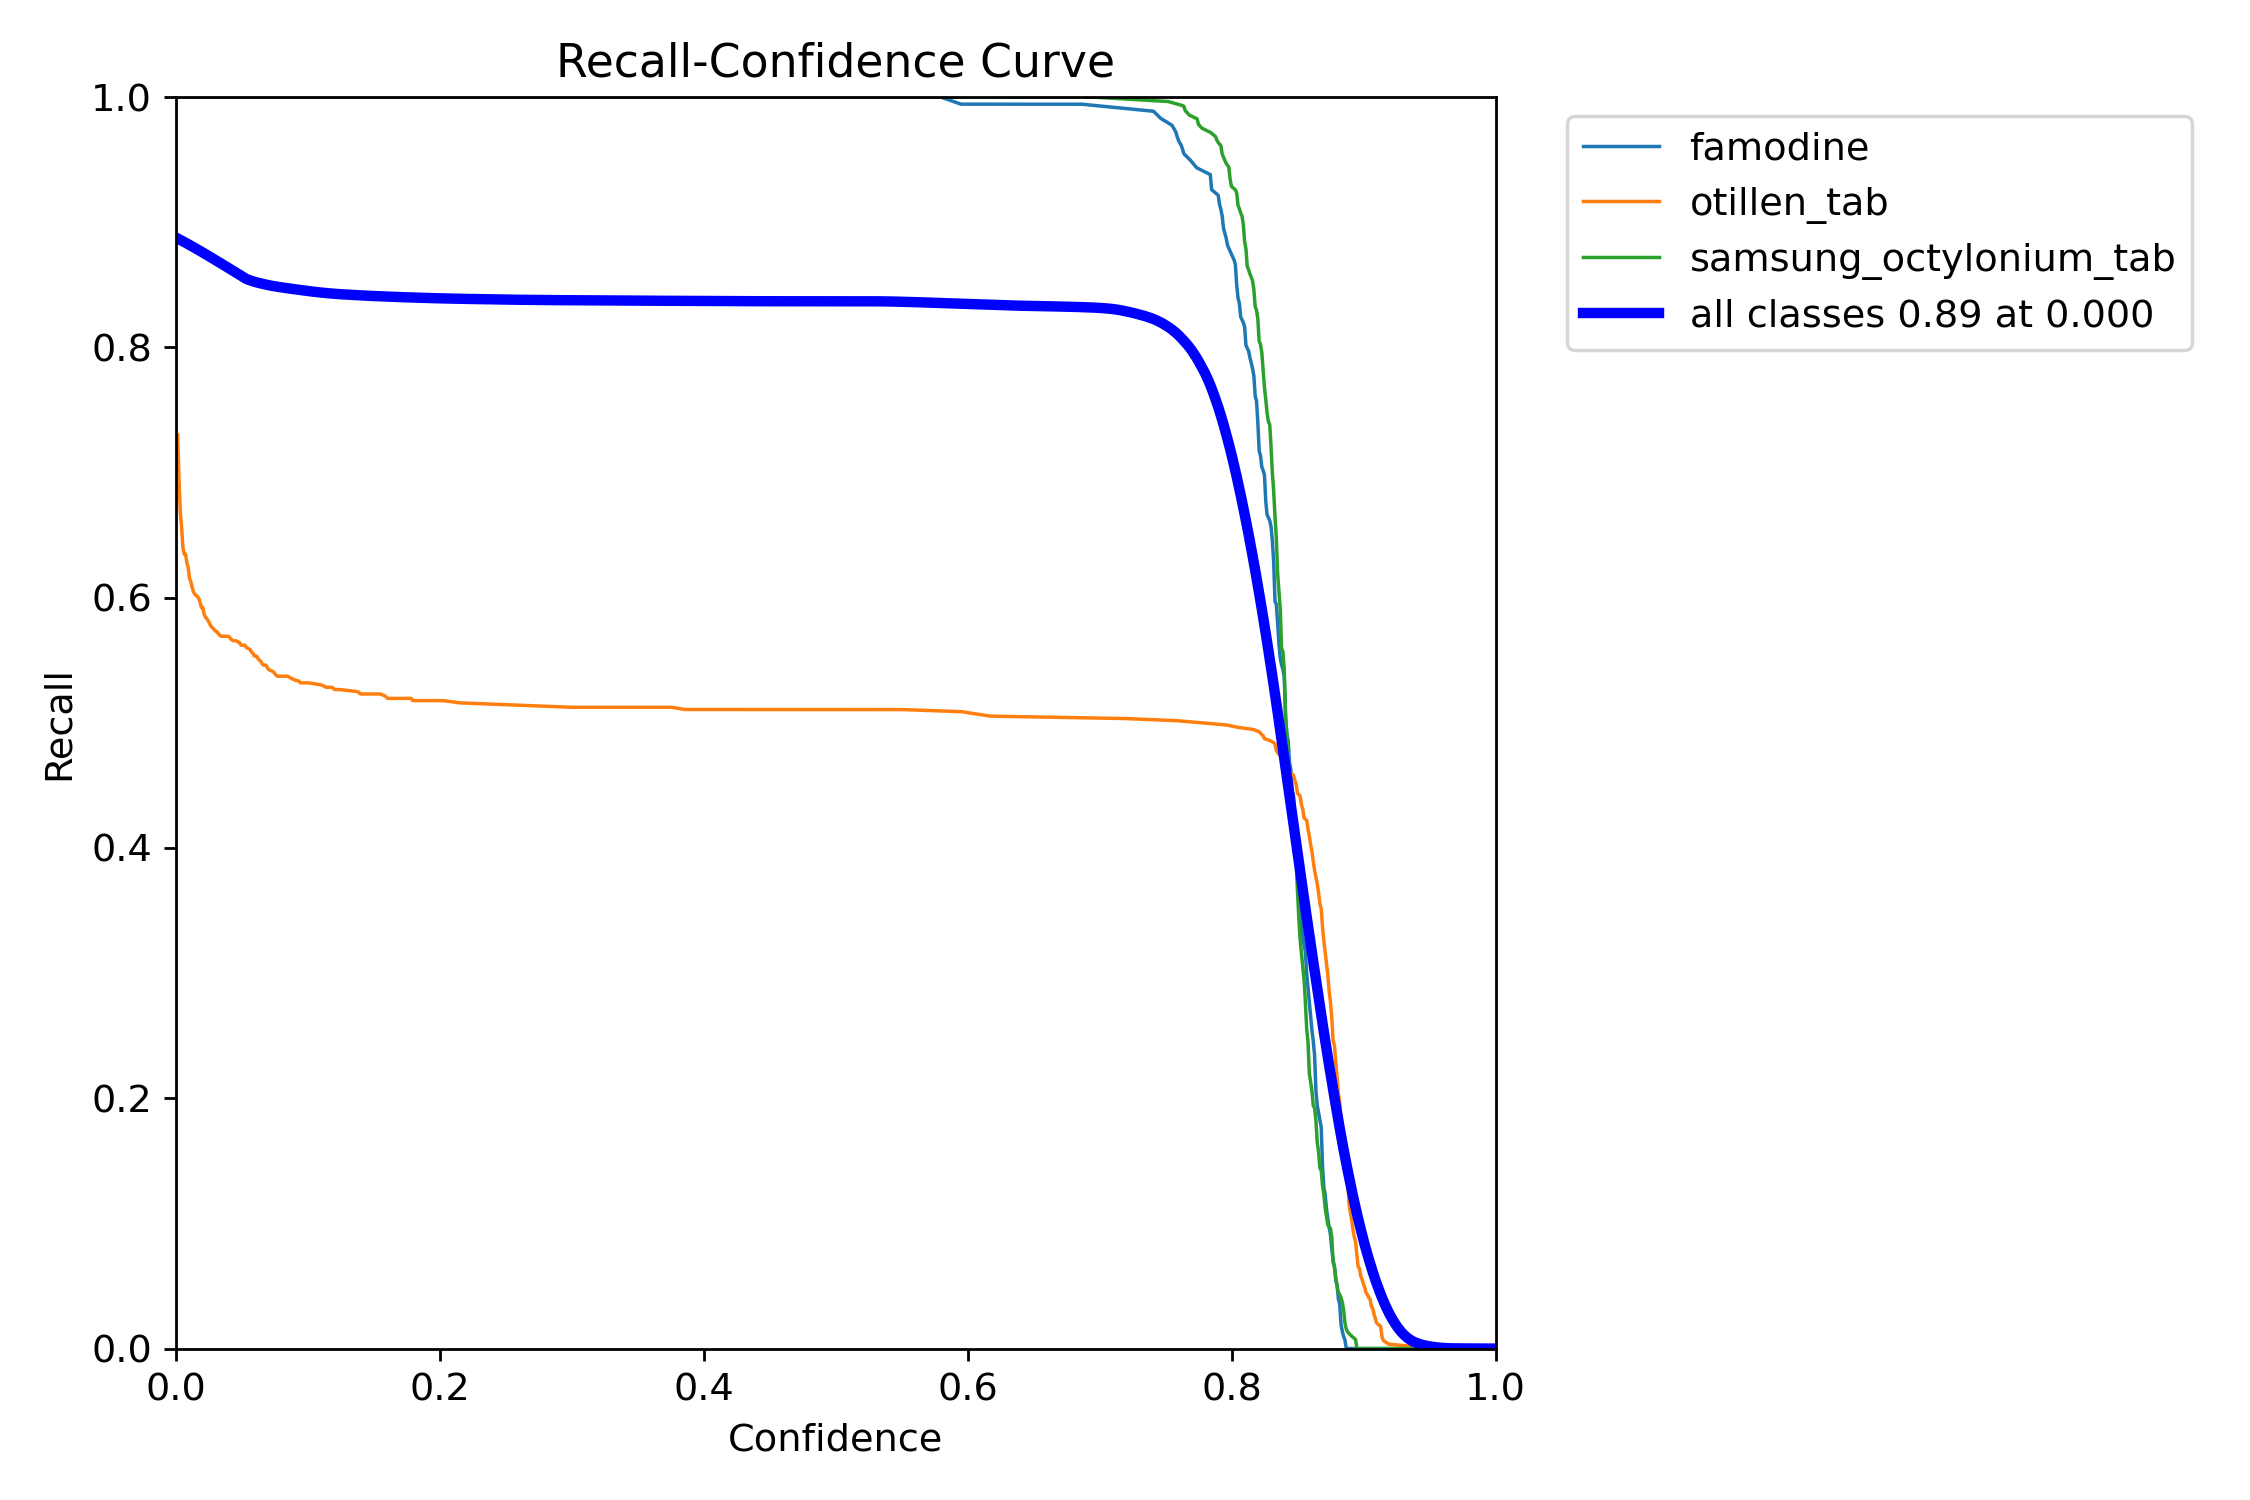 Recall-Confidence Curve
1.0
0.8
0.6
0.4
0.2
0.0
Recall
0.0 0.2 0.4 0.6 0.8 1.0
Confidence
famodine
otillen_tab
samsung_octylonium_tab
all classes 0.89 at 0.000